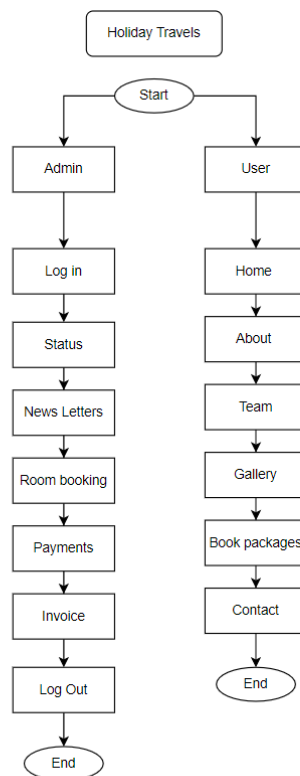 Holiday Travels
Start
Admin
User
Log in
Home
Status
About
News Letters
Team
Room booking
Gallery
Payments
Book packages
Invoice
Contact
Log Out
End
End